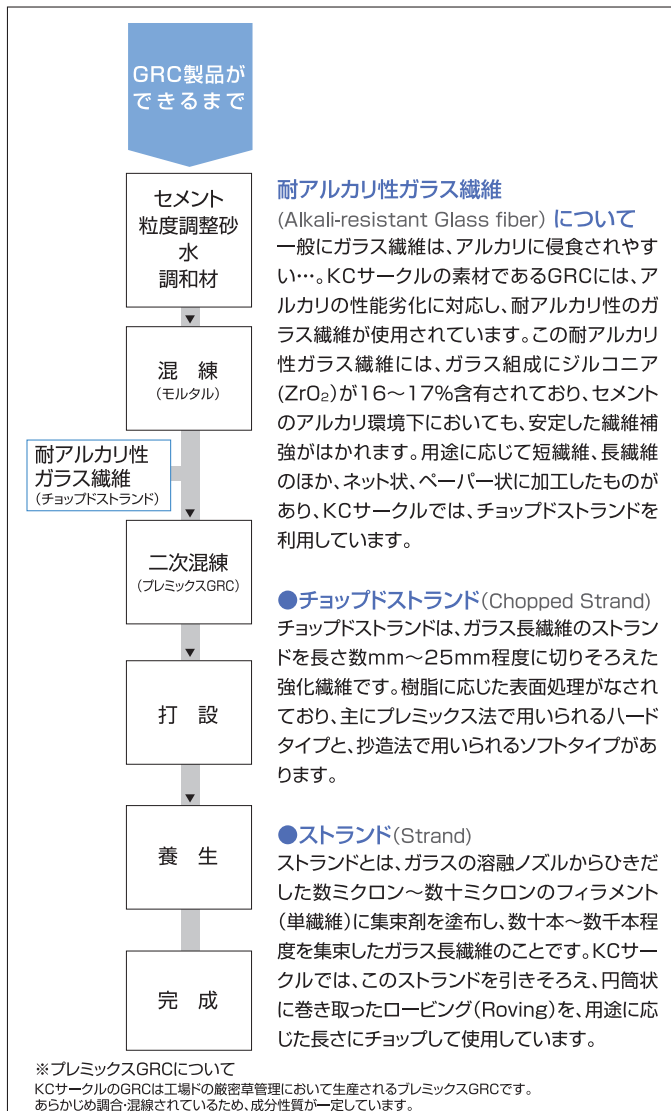 GRC製品が
できるまで
セメント
粒度調整砂
水
調和材
混 練
(モルタル)
耐アルカリ性
ガラス繊維
(チョップドストランド)
二次混練
(プレミックスGRC)
打 設
養 生
完 成
耐アルカリ性ガラス繊維
(Alkali-resistant Glass fiber) について
一般にガラス繊維は、アルカリに侵食されやす
い…。KCサークルの素材であるGRCには、ア
ルカリの性能劣化に対応し、耐アルカリ性のガ
ラス繊維が使用されています。この耐アルカリ
性ガラス繊維には、ガラス組成にジルコニア
(ZrO₂)が16〜17%含有されており、セメント
のアルカリ環境下においても、安定した繊維補
強がはかれます。用途に応じて短繊維、長繊維
のほか、ネット状、ペーパー状に加工したものが
あり、KCサークルでは、チョップドストランドを
利用しています。
●チョップドストランド(Chopped Strand)
チョップドストランドは、ガラス長繊維のストラン
ドを長さ数mm〜25mm程度に切りそろえた
強化繊維です。樹脂に応じた表面処理がなされ
ており、主にプレミックス法で用いられるハード
タイプと、抄造法で用いられるソフトタイプがあ
ります。
●ストランド(Strand)
ストランドとは、ガラスの溶融ノズルからひきだ
した数ミクロン〜数十ミクロンのフィラメント
(単繊維)に集束剤を塗布し、数十本〜数千本程
度を集束したガラス長繊維のことです。KCサー
クルでは、このストランドを引きそろえ、円筒状
に巻き取ったロービング(Roving)を、用途に応
じた長さにチョップして使用しています。
※プレミックスGRCについて
KCサークルのGRCは工場ドの厳密草管理において生産されるプレミックスGRCです。
あらかじめ調合・混線されているため、成分性質が一定しています。